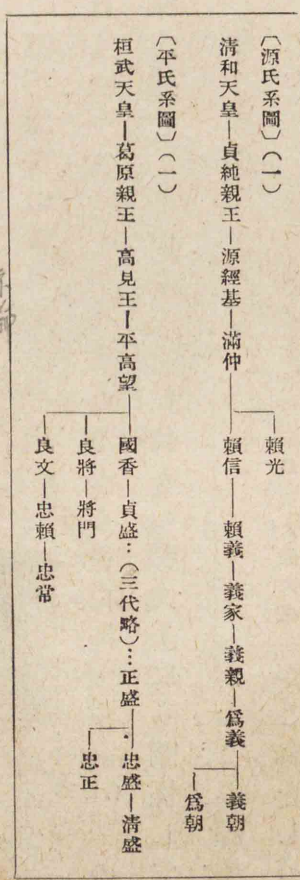 〔源氏系圖〕(一)
賴光
清和天皇―貞純親王―源經基―滿仲―賴信―賴義―義家―義親―爲義―義朝
爲朝
〔平氏系圖〕(一)
桓武天皇―葛原親王―高見王―平高望―國香―貞盛…(三代略)…正盛―忠盛―清盛
忠正
良將―將門
良文―忠賴―忠常